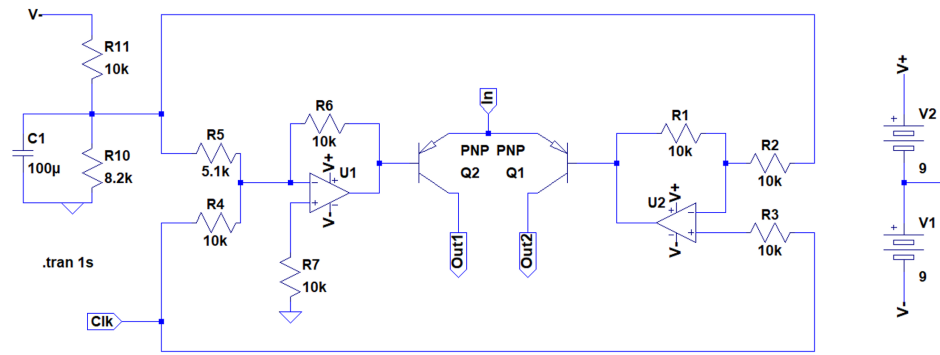 V-
R11
10k
C1
100µ
R10
8.2k
.tran 1s
Clk
R5
5.1k
R4
10k
R6
10k
V+
U1
V-
R7
10k
In
PNP PNP
Q2 Q1
Out1
Out2
R1
10k
R2
10k
U2
V+
V-
R3
10k
V+
V2
9
V1
9
V-